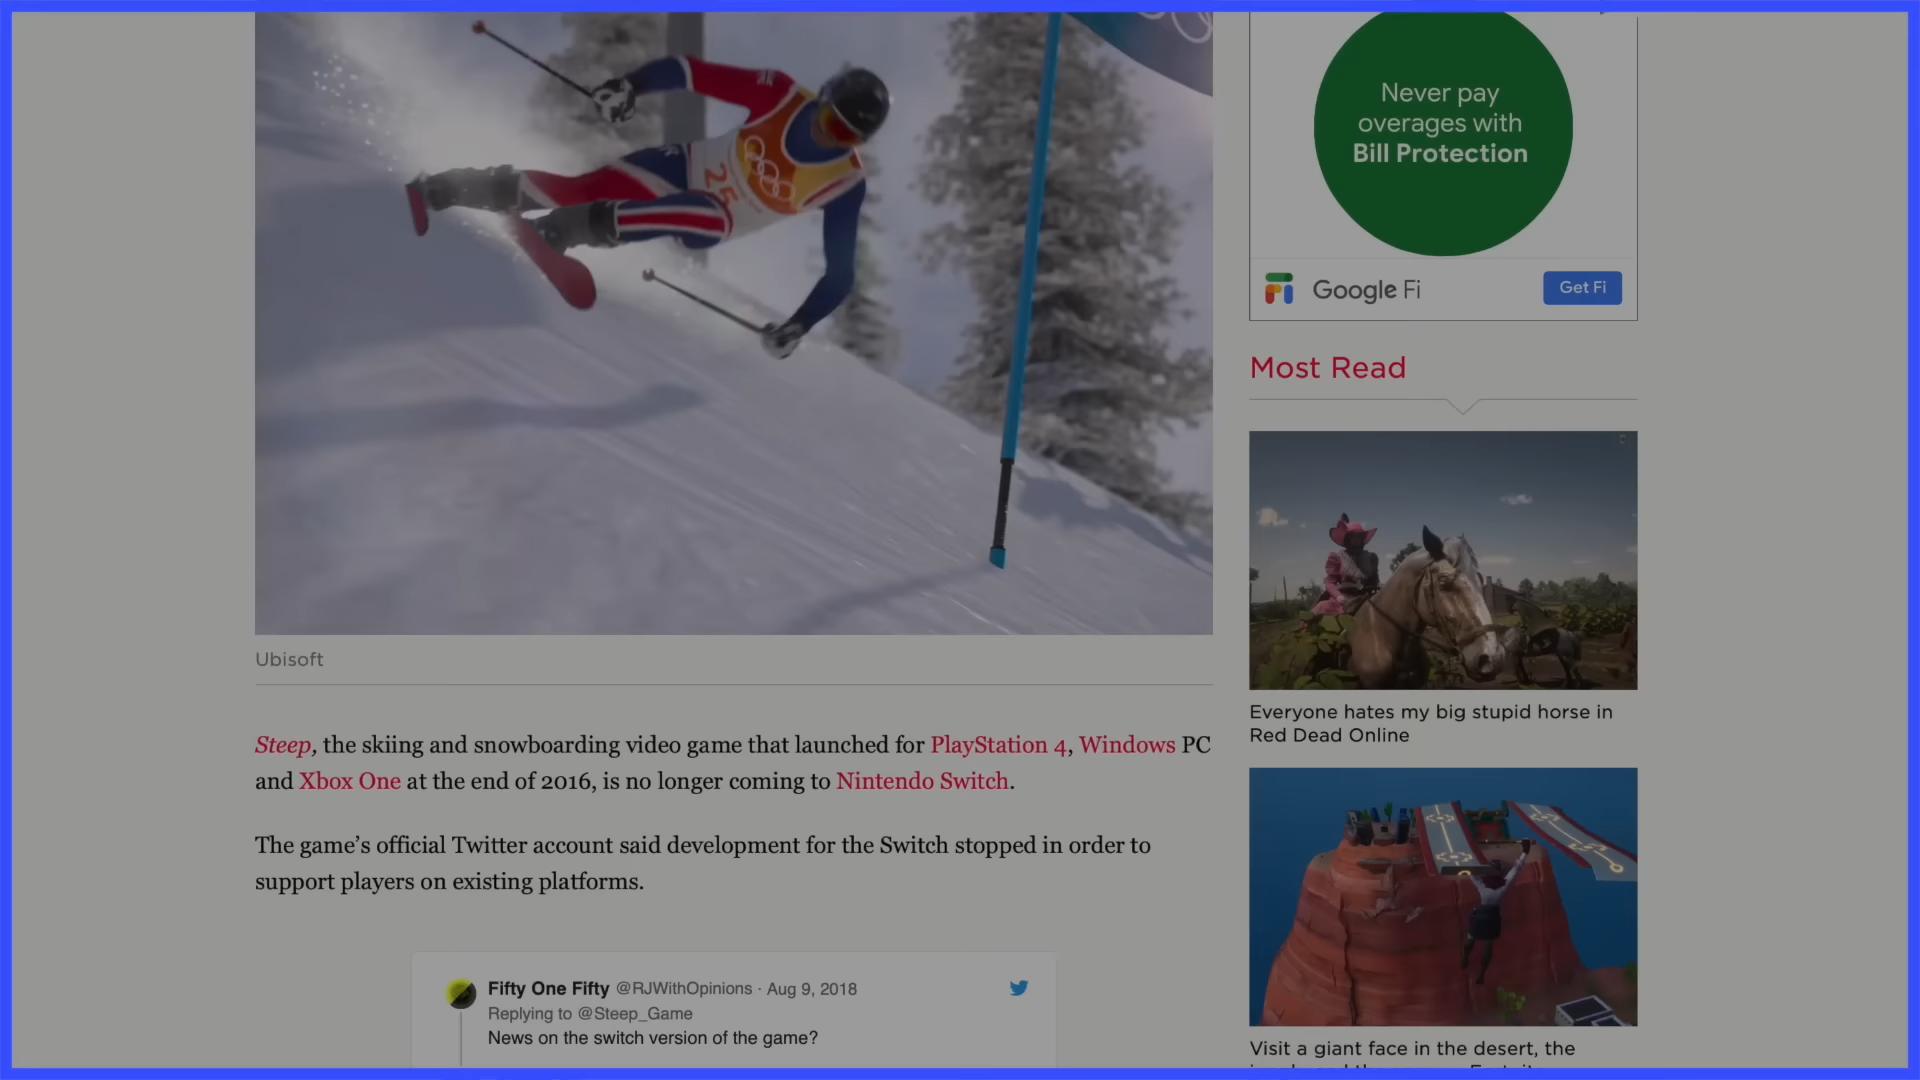 Never pay
overages with
Bill Protection
Google Fi
Get Fi
25
Ubisoft
Steep, the skiing and snowboarding video game that launched for PlayStation 4, Windows PC
and Xbox One at the end of 2016, is no longer coming to Nintendo Switch.
The game’s official Twitter account said development for the Switch stopped in order to
support players on existing platforms.
Fifty One Fifty @RJWithOpinions · Aug 9, 2018
Replying to @Steep_Game
News on the switch version of the game?
Most Read
Everyone hates my big stupid horse in
Red Dead Online
Visit a giant face in the desert, the